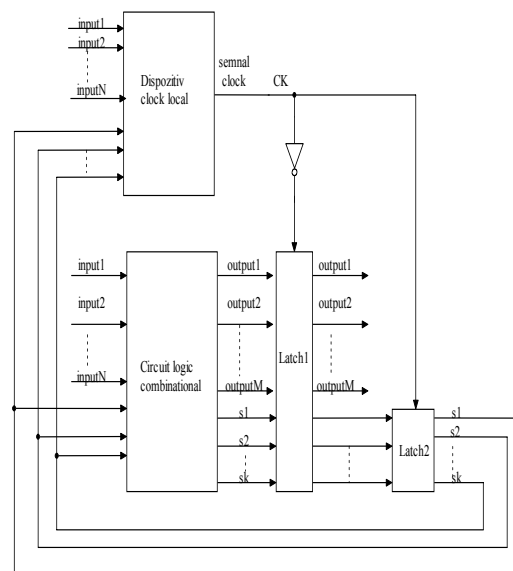 input1
input2
inputN
Dispozitiv
clock local
semnal
clock
CK
input1
input2
inputN
Circuit logic
combinational
output1
output2
outputM
s1
s2
sk
Latch1
output1
output2
outputM
Latch2
s1
s2
sk